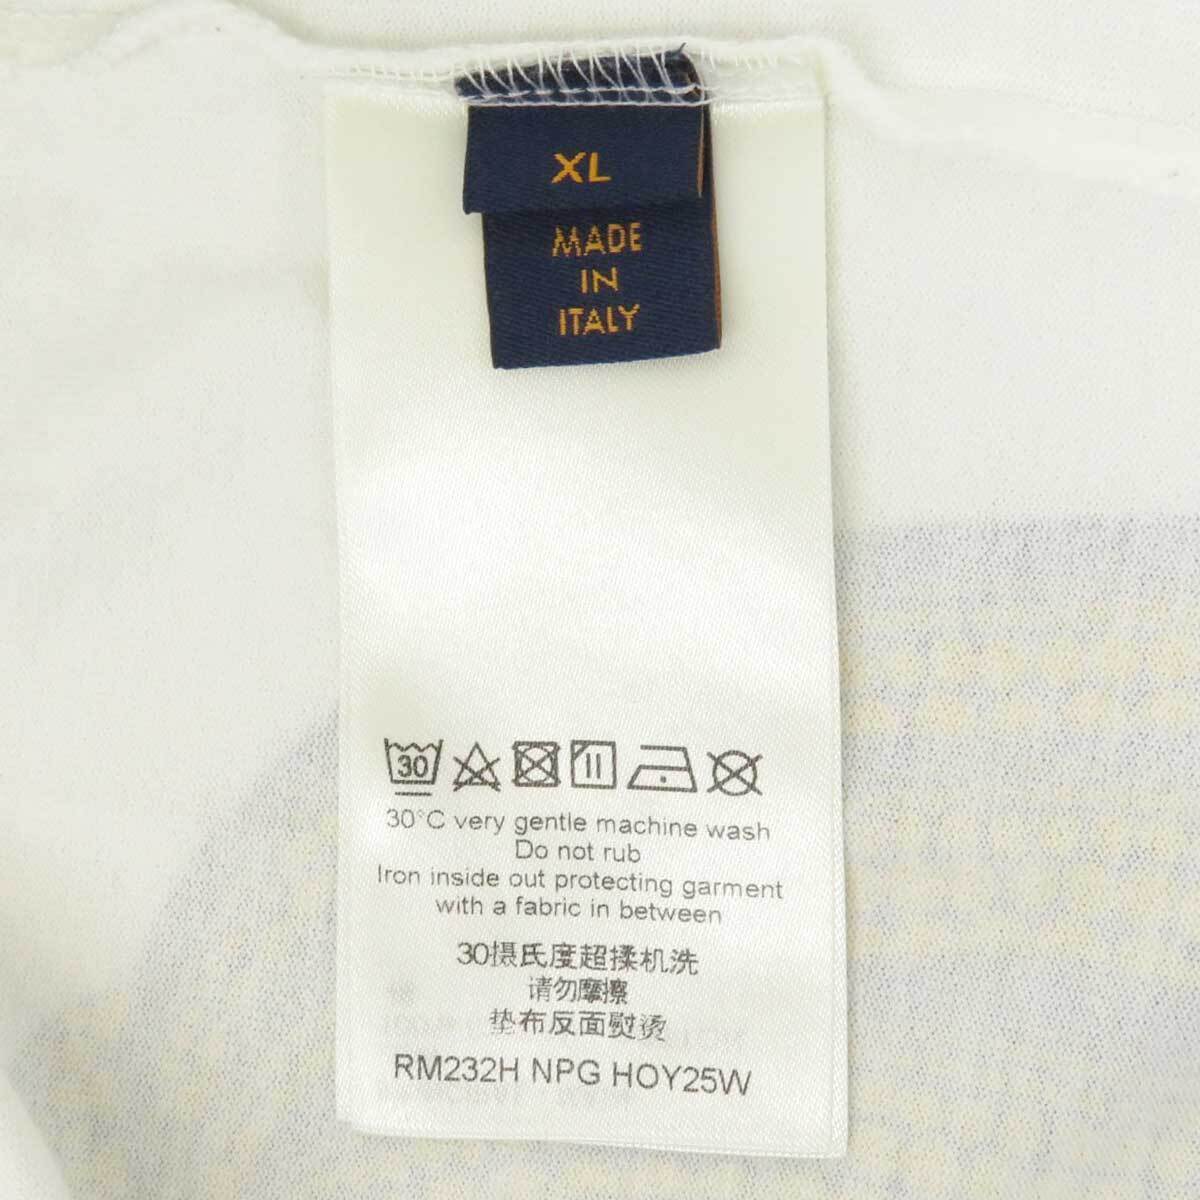 XL
MADE
IN
ITALY
30
30°C very gentle machine wash
Do not rub
Iron inside out protecting garment
with a fabric in between
30摄氏度超揉机洗
请勿摩擦
垫布反面熨烫
RM232H NPG HOY25W